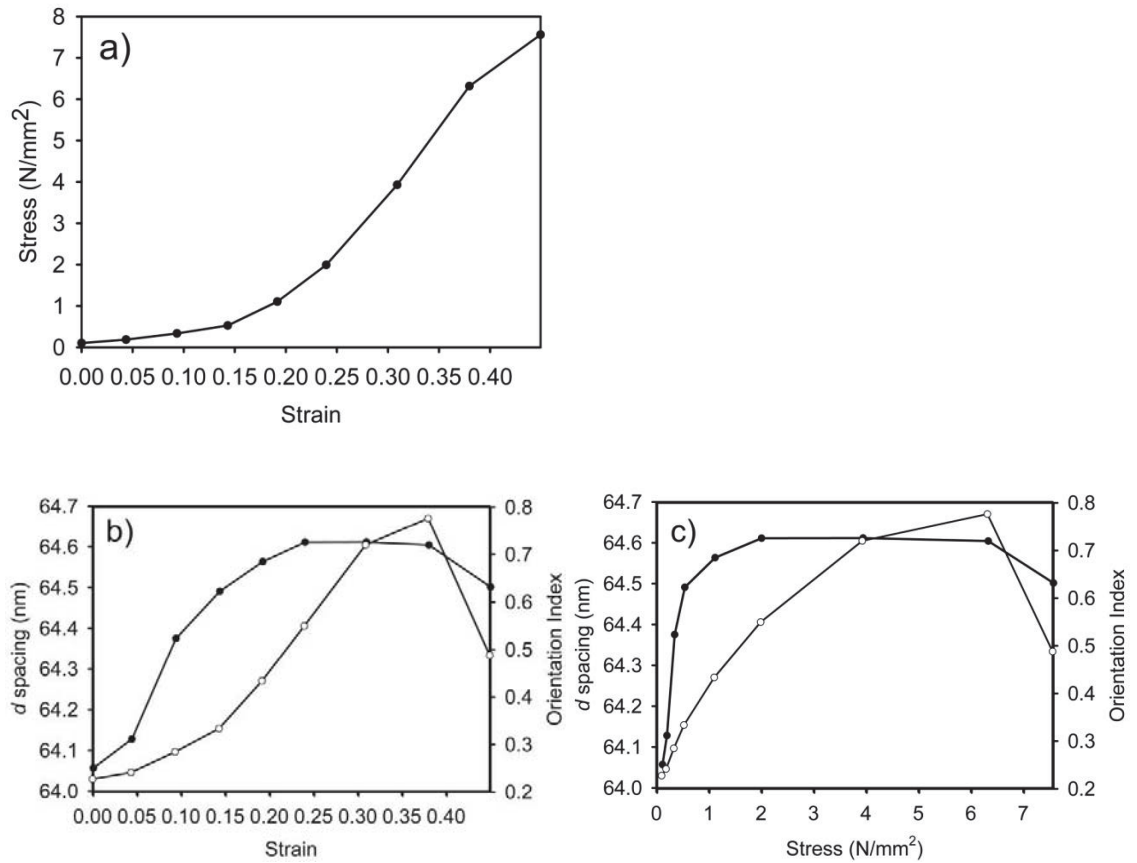 a)
Stress (N/mm2)
8
7
6
5
4
3
2
1
0
0.00 0.05 0.10 0.15 0.20 0.25 0.30 0.35 0.40
Strain
b)
d spacing (nm)
64.7
64.6
64.5
64.4
64.3
64.2
64.1
64.0
0.8
0.7
0.6
0.5
0.4
0.3
0.2
Orientation Index
0.00 0.05 0.10 0.15 0.20 0.25 0.30 0.35 0.40
Strain
c)
d spacing (nm)
64.7
64.6
64.5
64.4
64.3
64.2
64.1
64.0
0.8
0.7
0.6
0.5
0.4
0.3
0.2
Orientation Index
0 1 2 3 4 5 6 7
Stress (N/mm2)